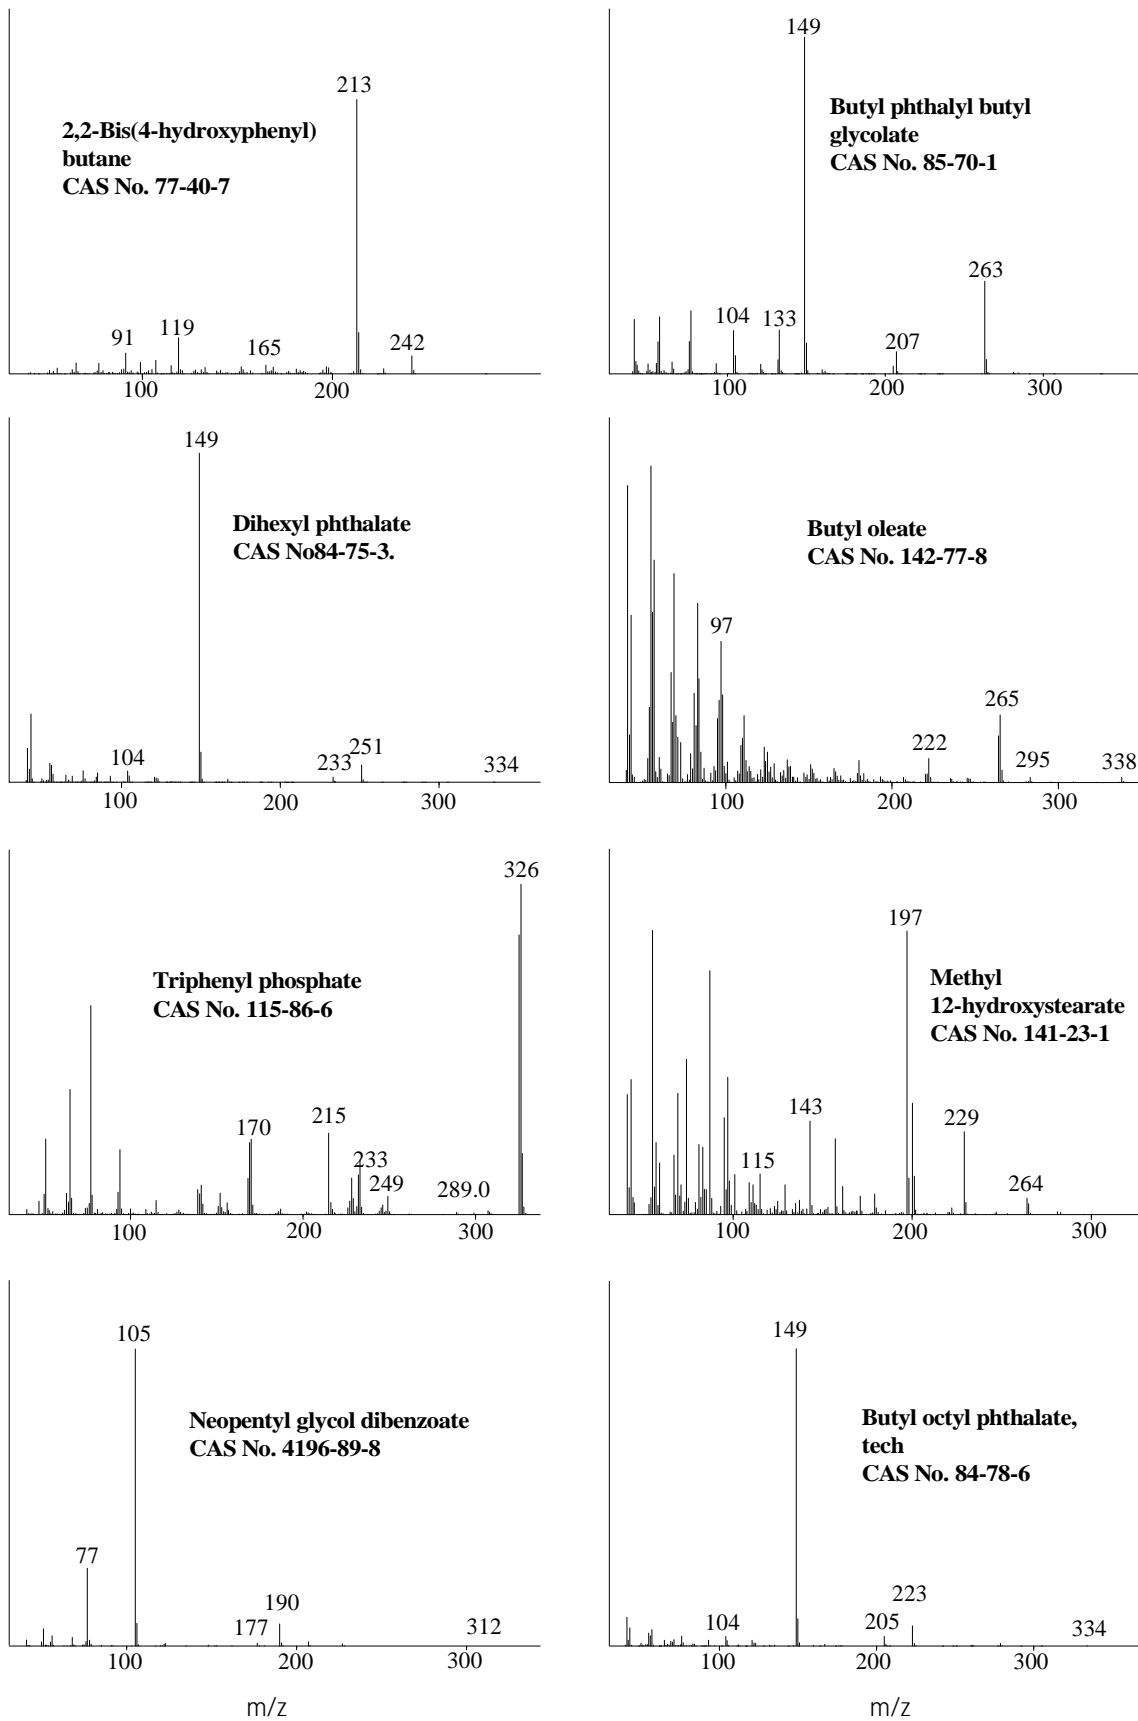 213
2,2-Bis(4-hydroxyphenyl)
butane
CAS No. 77-40-7
91
119
165
242
100
200
149
Butyl phthalyl butyl
glycolate
CAS No. 85-70-1
263
104
133
207
100
200
300
149
Dihexyl phthalate
CAS No84-75-3.
104
233
251
334
100
200
300
Butyl oleate
CAS No. 142-77-8
97
265
222
295
338
100
200
300
326
Triphenyl phosphate
CAS No. 115-86-6
170
215
233
249
289.0
100
200
300
197
Methyl
12-hydroxystearate
CAS No. 141-23-1
143
115
229
264
100
200
300
105
Neopentyl glycol dibenzoate
CAS No. 4196-89-8
77
190
177
312
100
200
300
m/z
149
Butyl octyl phthalate,
tech
CAS No. 84-78-6
223
104
205
334
100
200
300
m/z